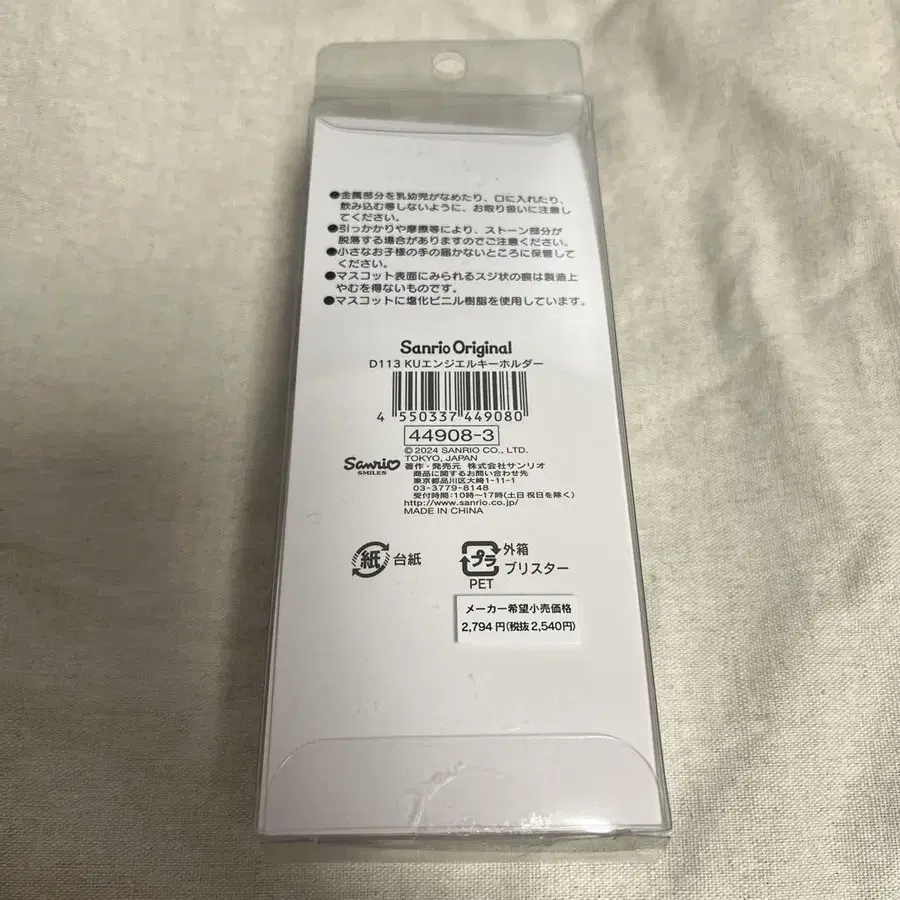 ●金属部分を乳幼児がなめたり、口に入れたり、
飲み込む等しないように、お取り扱いに注意し
てください。
●引っかかりや摩擦等により、ストーン部分が
脱落する場合がありますのでご注意ください。
●小さなお子様の手の届かないところに保管して
ください。
●マスコット表面にみられるスジ状の痕は製造上
やむを得ないものです。
●マスコットに塩化ビニル樹脂を使用しています。
Sanrio Original
D113 KUエンジェルキーホルダー
4 550337 449080
44908-3
© 2024 SANRIO CO., LTD.
TOKYO, JAPAN
Sanrio SMILES
著作・発売元 株式会社サンリオ
商品に関するお問い合わせ先
東京都品川区大崎1-11-1
03-3779-8148
受付時間:10時~17時(土日祝日を除く)
http://www.sanrio.co.jp/
MADE IN CHINA
紙 台紙
プラ 外箱
ブリスター
PET
メーカー希望小売価格
2,794円(税抜2,540円)